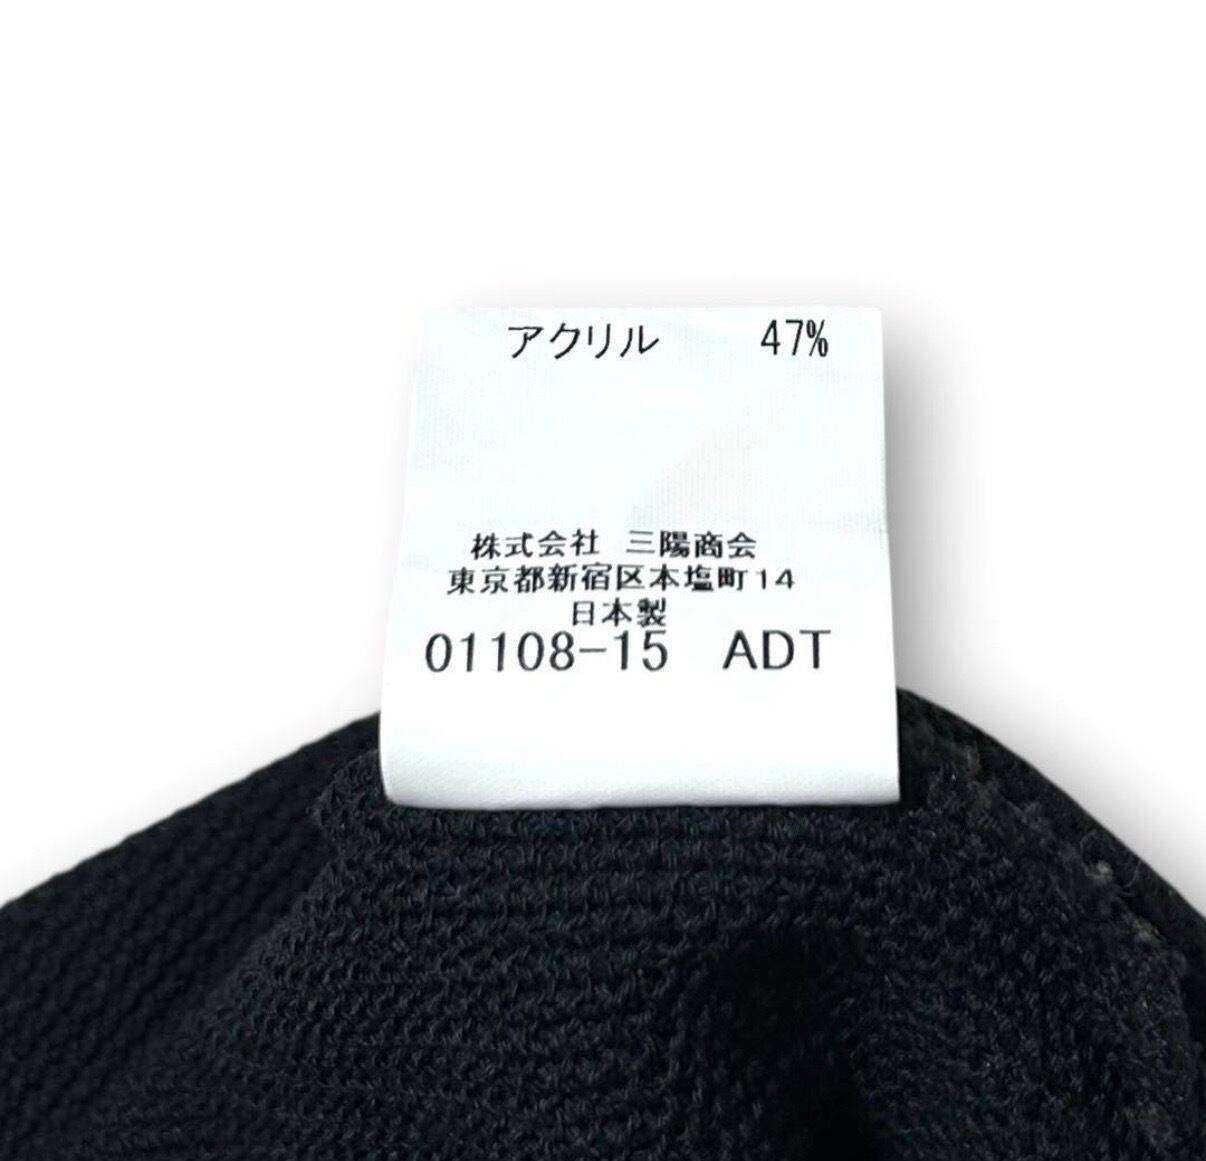 アクリル 47%
株式会社 三陽商会
東京都新宿区本塩町14
日本製
01108-15 ADT